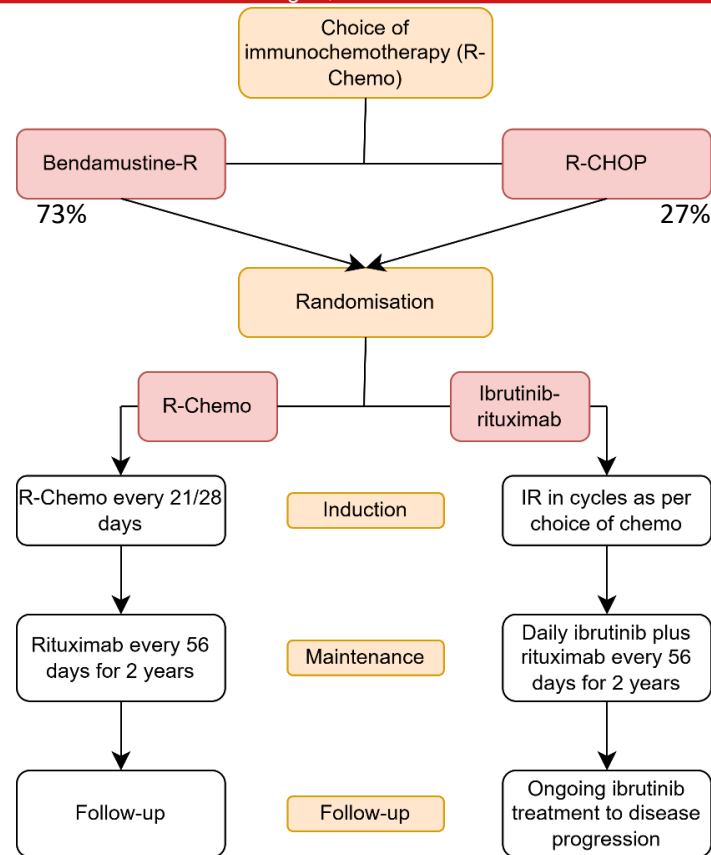 Choice of
immunochemotherapy (R-
Chemo)
Bendamustine-R
R-CHOP
73%
27%
Randomisation
R-Chemo
Ibrutinib-
rituximab
R-Chemo every 21/28
days
Induction
IR in cycles as per
choice of chemo
Rituximab every 56
days for 2 years
Maintenance
Daily ibrutinib plus
rituximab every 56
days for 2 years
Follow-up
Follow-up
Ongoing ibrutinib
treatment to disease
progression